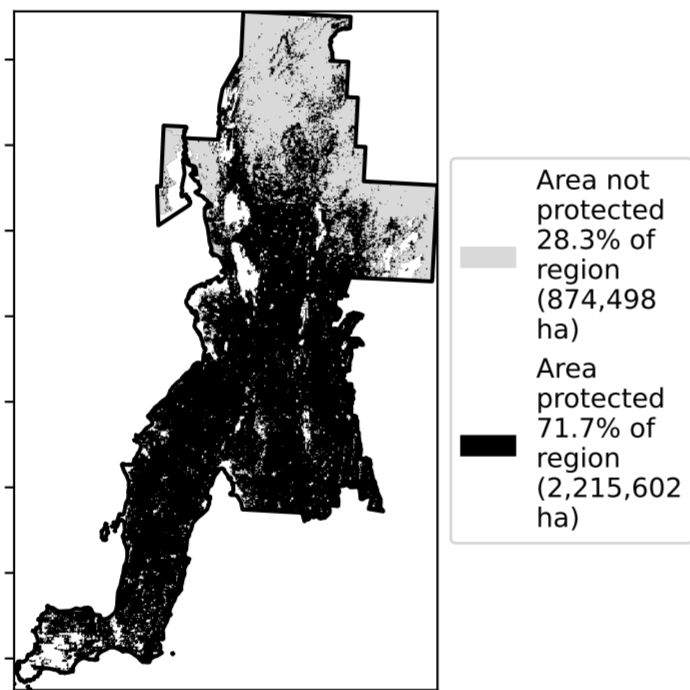 Area not
protected
28.3% of
region
(874,498
ha)
Area
protected
71.7% of
region
(2,215,602
ha)